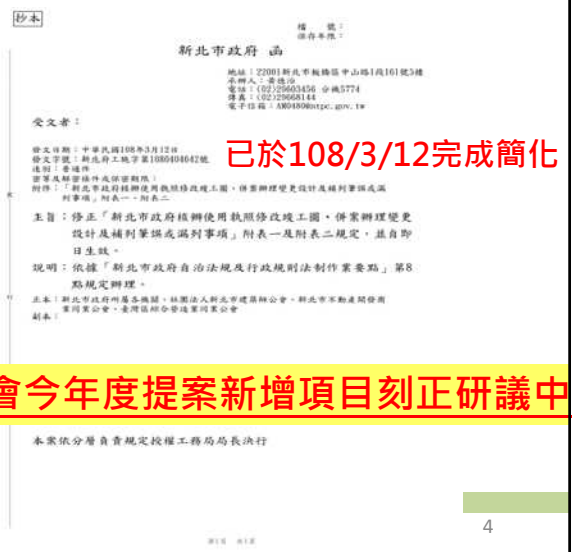 抄本
檔　號：
保存年限：
新北市政府 函
地址：22001新北市板橋區中山路1段161號5樓
承辦人：黃德治
電話：(02)29603456 分機5774
傳真：(02)29668144
電子信箱：AM0480@ntpc.gov.tw
受文者：
發文日期：中華民國108年3月12日
發文字號：新北府工施字第1080404642號
速別：普通件
密等及解密條件或保密期限：
附件：「新北市政府核辦使用執照修改竣工圖、併案辦理變更設計及補列筆誤或漏
列事項」附表一、附表二
已於108/3/12完成簡化
主旨：修正「新北市政府核辦使用執照修改竣工圖、併案辦理變更
設計及補列筆誤或漏列事項」附表一及附表二規定，並自即
日生效。
說明：依據「新北市政府自治法規及行政規則法制作業要點」第8
點規定辦理。
正本：新北市政府所屬各機關、社團法人新北市建築師公會、新北市不動產開發商
業同業公會、臺灣區綜合營造業同業公會
副本：
會今年度提案新增項目刻正研議中
本案依分層負責規定授權工務局局長決行
4
第1頁 共1頁